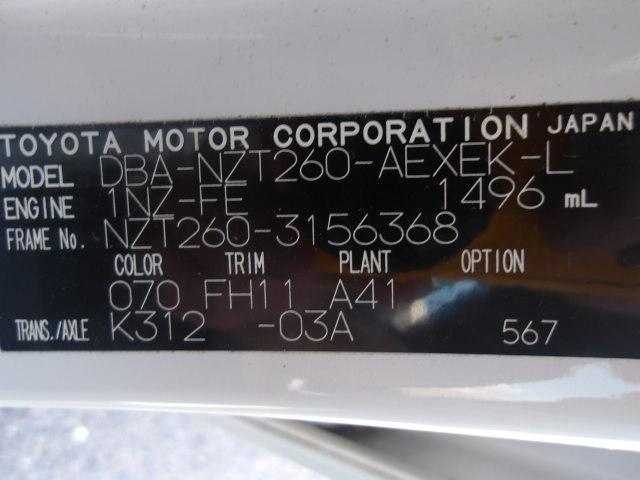 TOYOTA MOTOR CORPORATION JAPAN
MODEL DBA-NZT260-AEXEK-L
ENGINE 1NZ-FE 1496 mL
FRAME No. NZT260-3156368
COLOR TRIM PLANT OPTION
070 FH11 A41
TRANS./AXLE K312 -03A 567